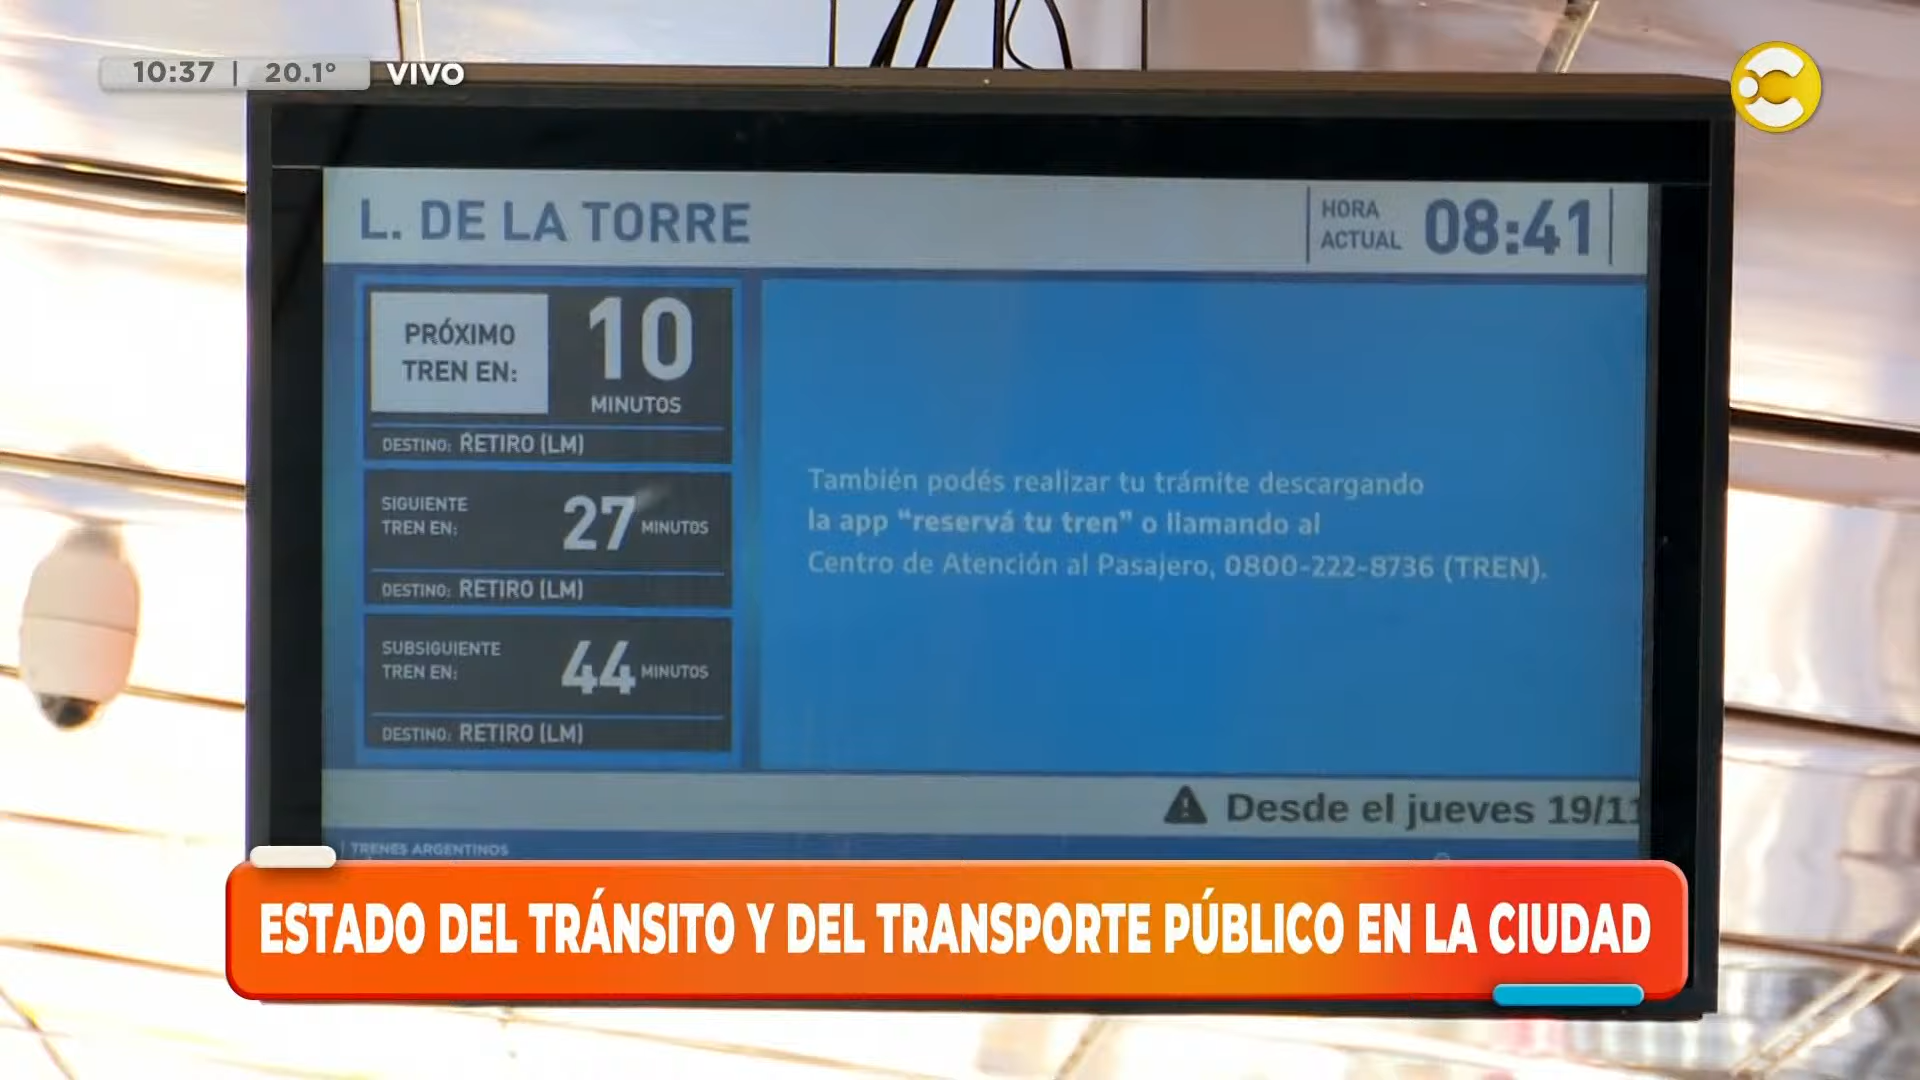 10:37 | 20.1° VIVO
L. DE LA TORRE
HORA
ACTUAL
08:41
PRÓXIMO
TREN EN:
10
MINUTOS
DESTINO: RETIRO (LM)
SIGUIENTE
TREN EN:
27 MINUTOS
DESTINO: RETIRO (LM)
SUBSIGUIENTE
TREN EN:
44 MINUTOS
DESTINO: RETIRO (LM)
También podés realizar tu trámite descargando
la app “reservá tu tren” o llamando al
Centro de Atención al Pasajero, 0800-222-8736 (TREN).
Desde el jueves 19/11
TRENES ARGENTINOS
ESTADO DEL TRÁNSITO Y DEL TRANSPORTE PÚBLICO EN LA CIUDAD